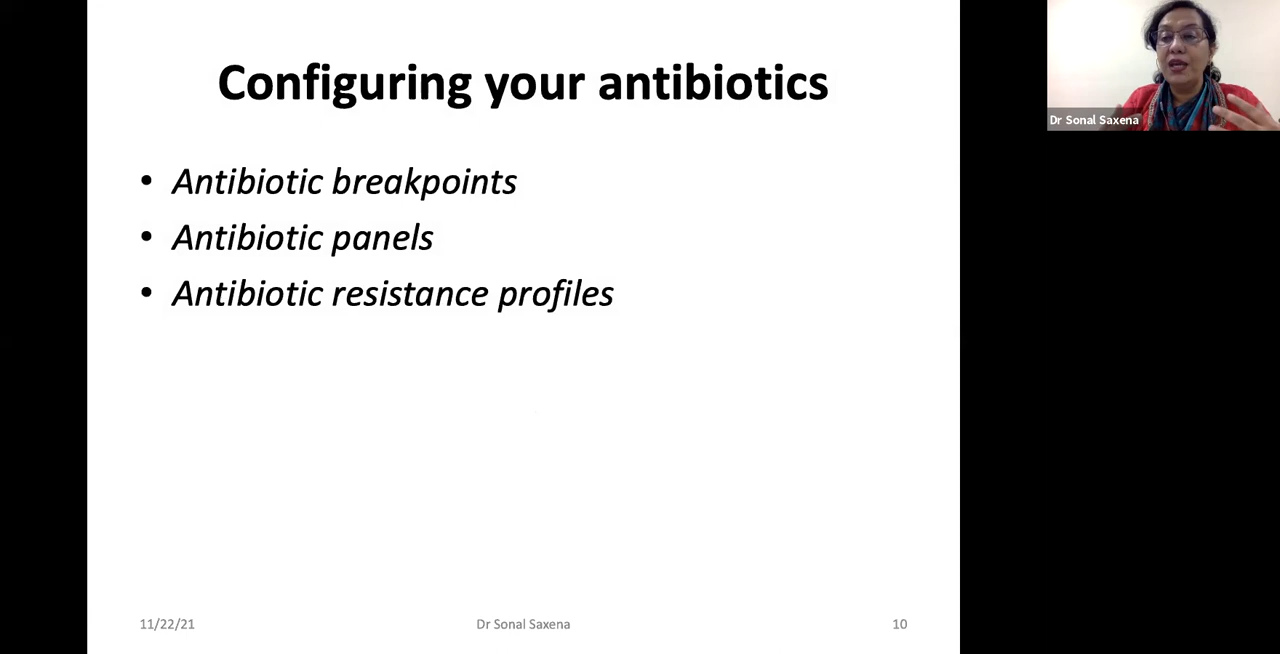 Configuring your antibiotics
• Antibiotic breakpoints
• Antibiotic panels
• Antibiotic resistance profiles
11/22/21
Dr Sonal Saxena
10
Dr Sonal Saxena